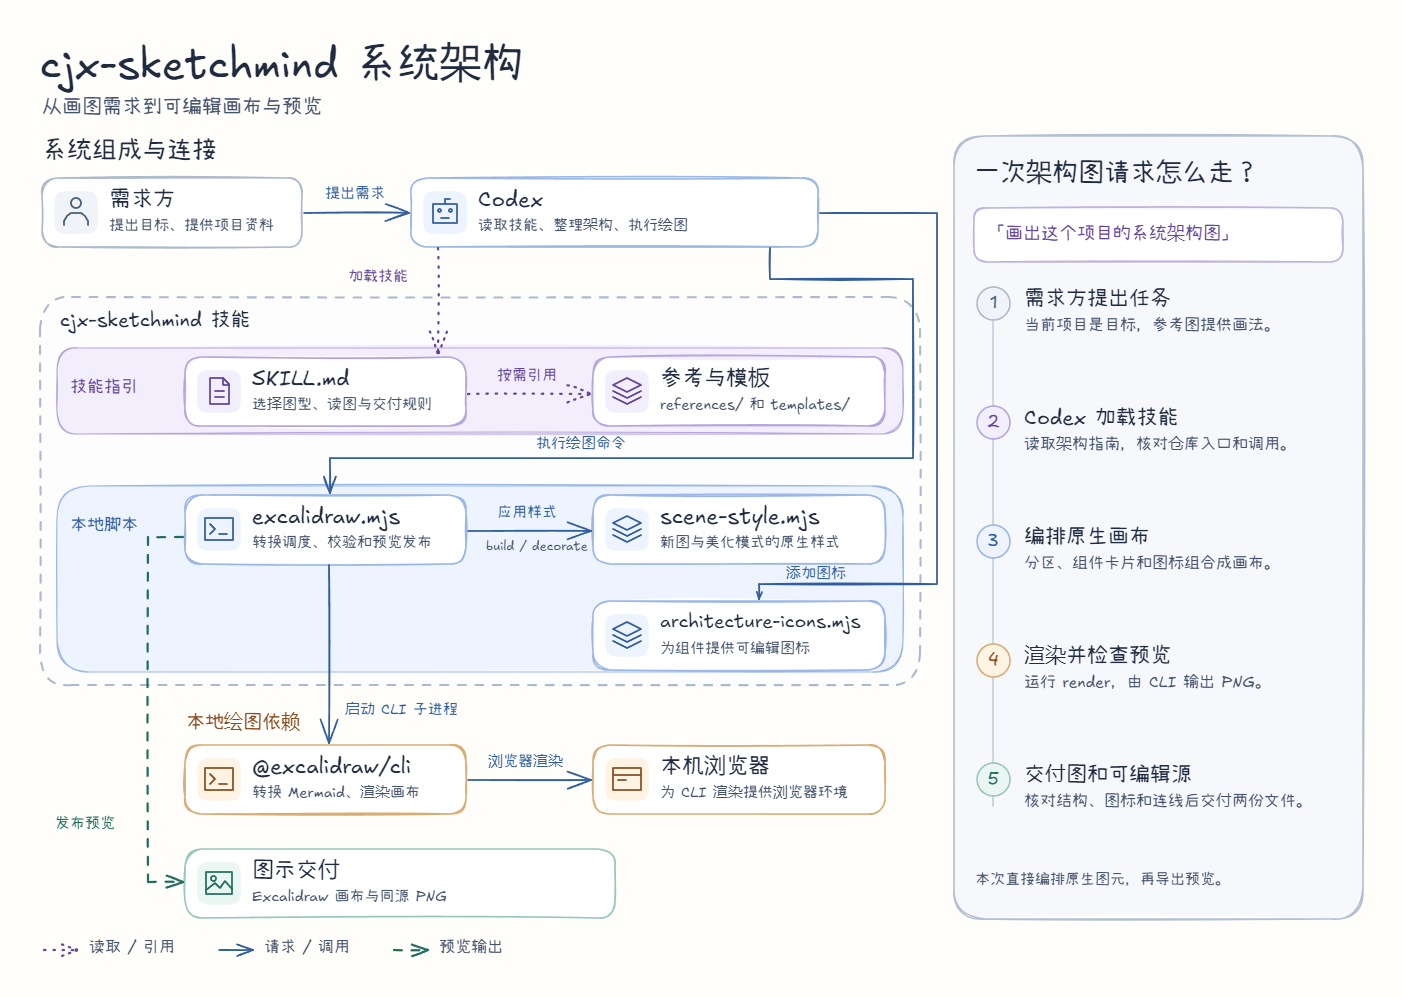 cjx-sketchmind 系统架构
从画图需求到可编辑画布与预览
系统组成与连接
需求方
提出目标、提供项目资料
提出需求
Codex
读取技能、整理架构、执行绘图
加载技能
cjx-sketchmind 技能
技能指引
SKILL.md
选择图型、读图与交付规则
按需引用
参考与模板
references/ 和 templates/
执行绘图命令
本地脚本
excalidraw.mjs
转换调度、校验和预览发布
应用样式
build / decorate
scene-style.mjs
新图与美化模式的原生样式
添加图标
architecture-icons.mjs
为组件提供可编辑图标
启动 CLI 子进程
本地绘图依赖
@excalidraw/cli
转换 Mermaid、渲染画布
浏览器渲染
本机浏览器
为 CLI 渲染提供浏览器环境
发布预览
图示交付
Excalidraw 画布与同源 PNG
读取 / 引用
请求 / 调用
预览输出
一次架构图请求怎么走？
「画出这个项目的系统架构图」
1
需求方提出任务
当前项目是目标，参考图提供画法。
2
Codex 加载技能
读取架构指南，核对仓库入口和调用。
3
编排原生画布
分区、组件卡片和图标组合成画布。
4
渲染并检查预览
运行 render，由 CLI 输出 PNG。
5
交付图和可编辑源
核对结构、图标和连线后交付两份文件。
本次直接编排原生图元，再导出预览。